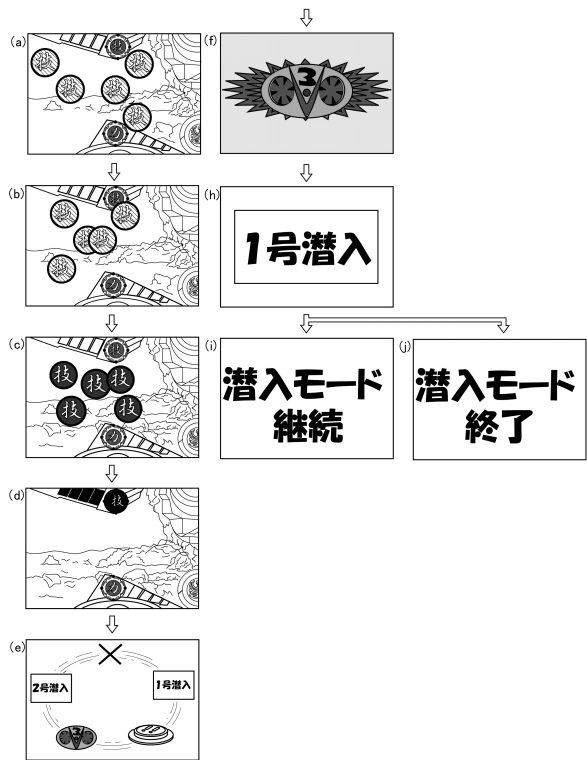 (a)
(b)
(c)
技
技
技
技
技
(d)
技
(e)
2号潜入
1号潜入
3
(f)
3
(h)
1号潜入
(i)
潜入モード
継続
(j)
潜入モード
終了